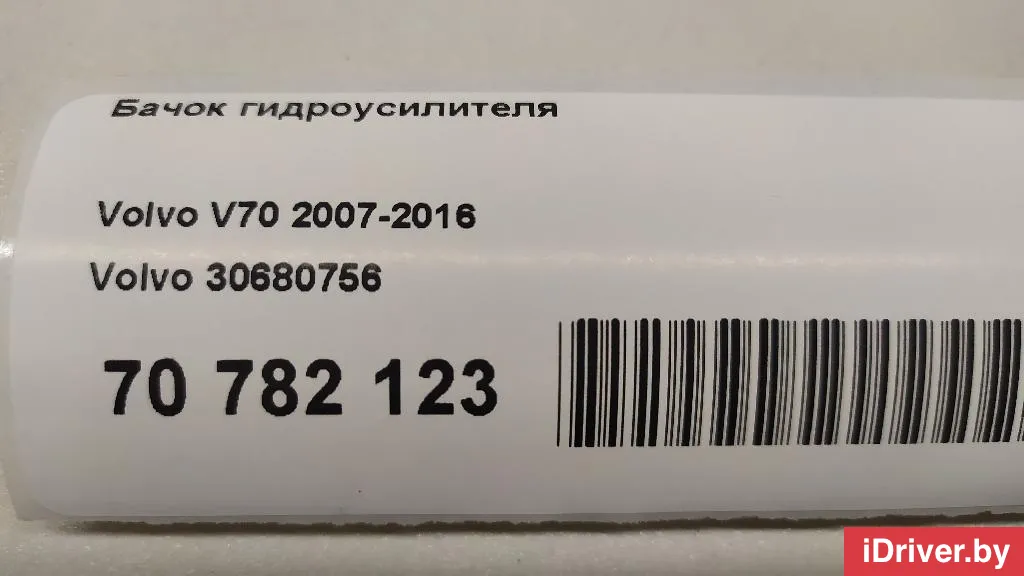 Бачок гидроусилителя
Volvo V70 2007-2016
Volvo 30680756
70 782 123
iDriver.by